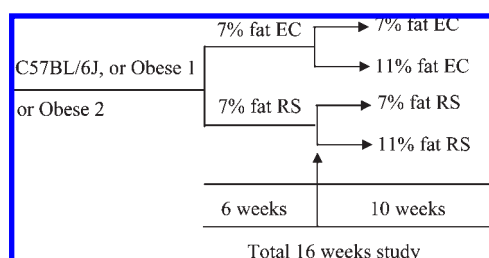 7% fat EC
7% fat EC
C57BL/6J, or Obese 1
11% fat EC
or Obese 2
7% fat RS
7% fat RS
11% fat RS
6 weeks
10 weeks
Total 16 weeks study